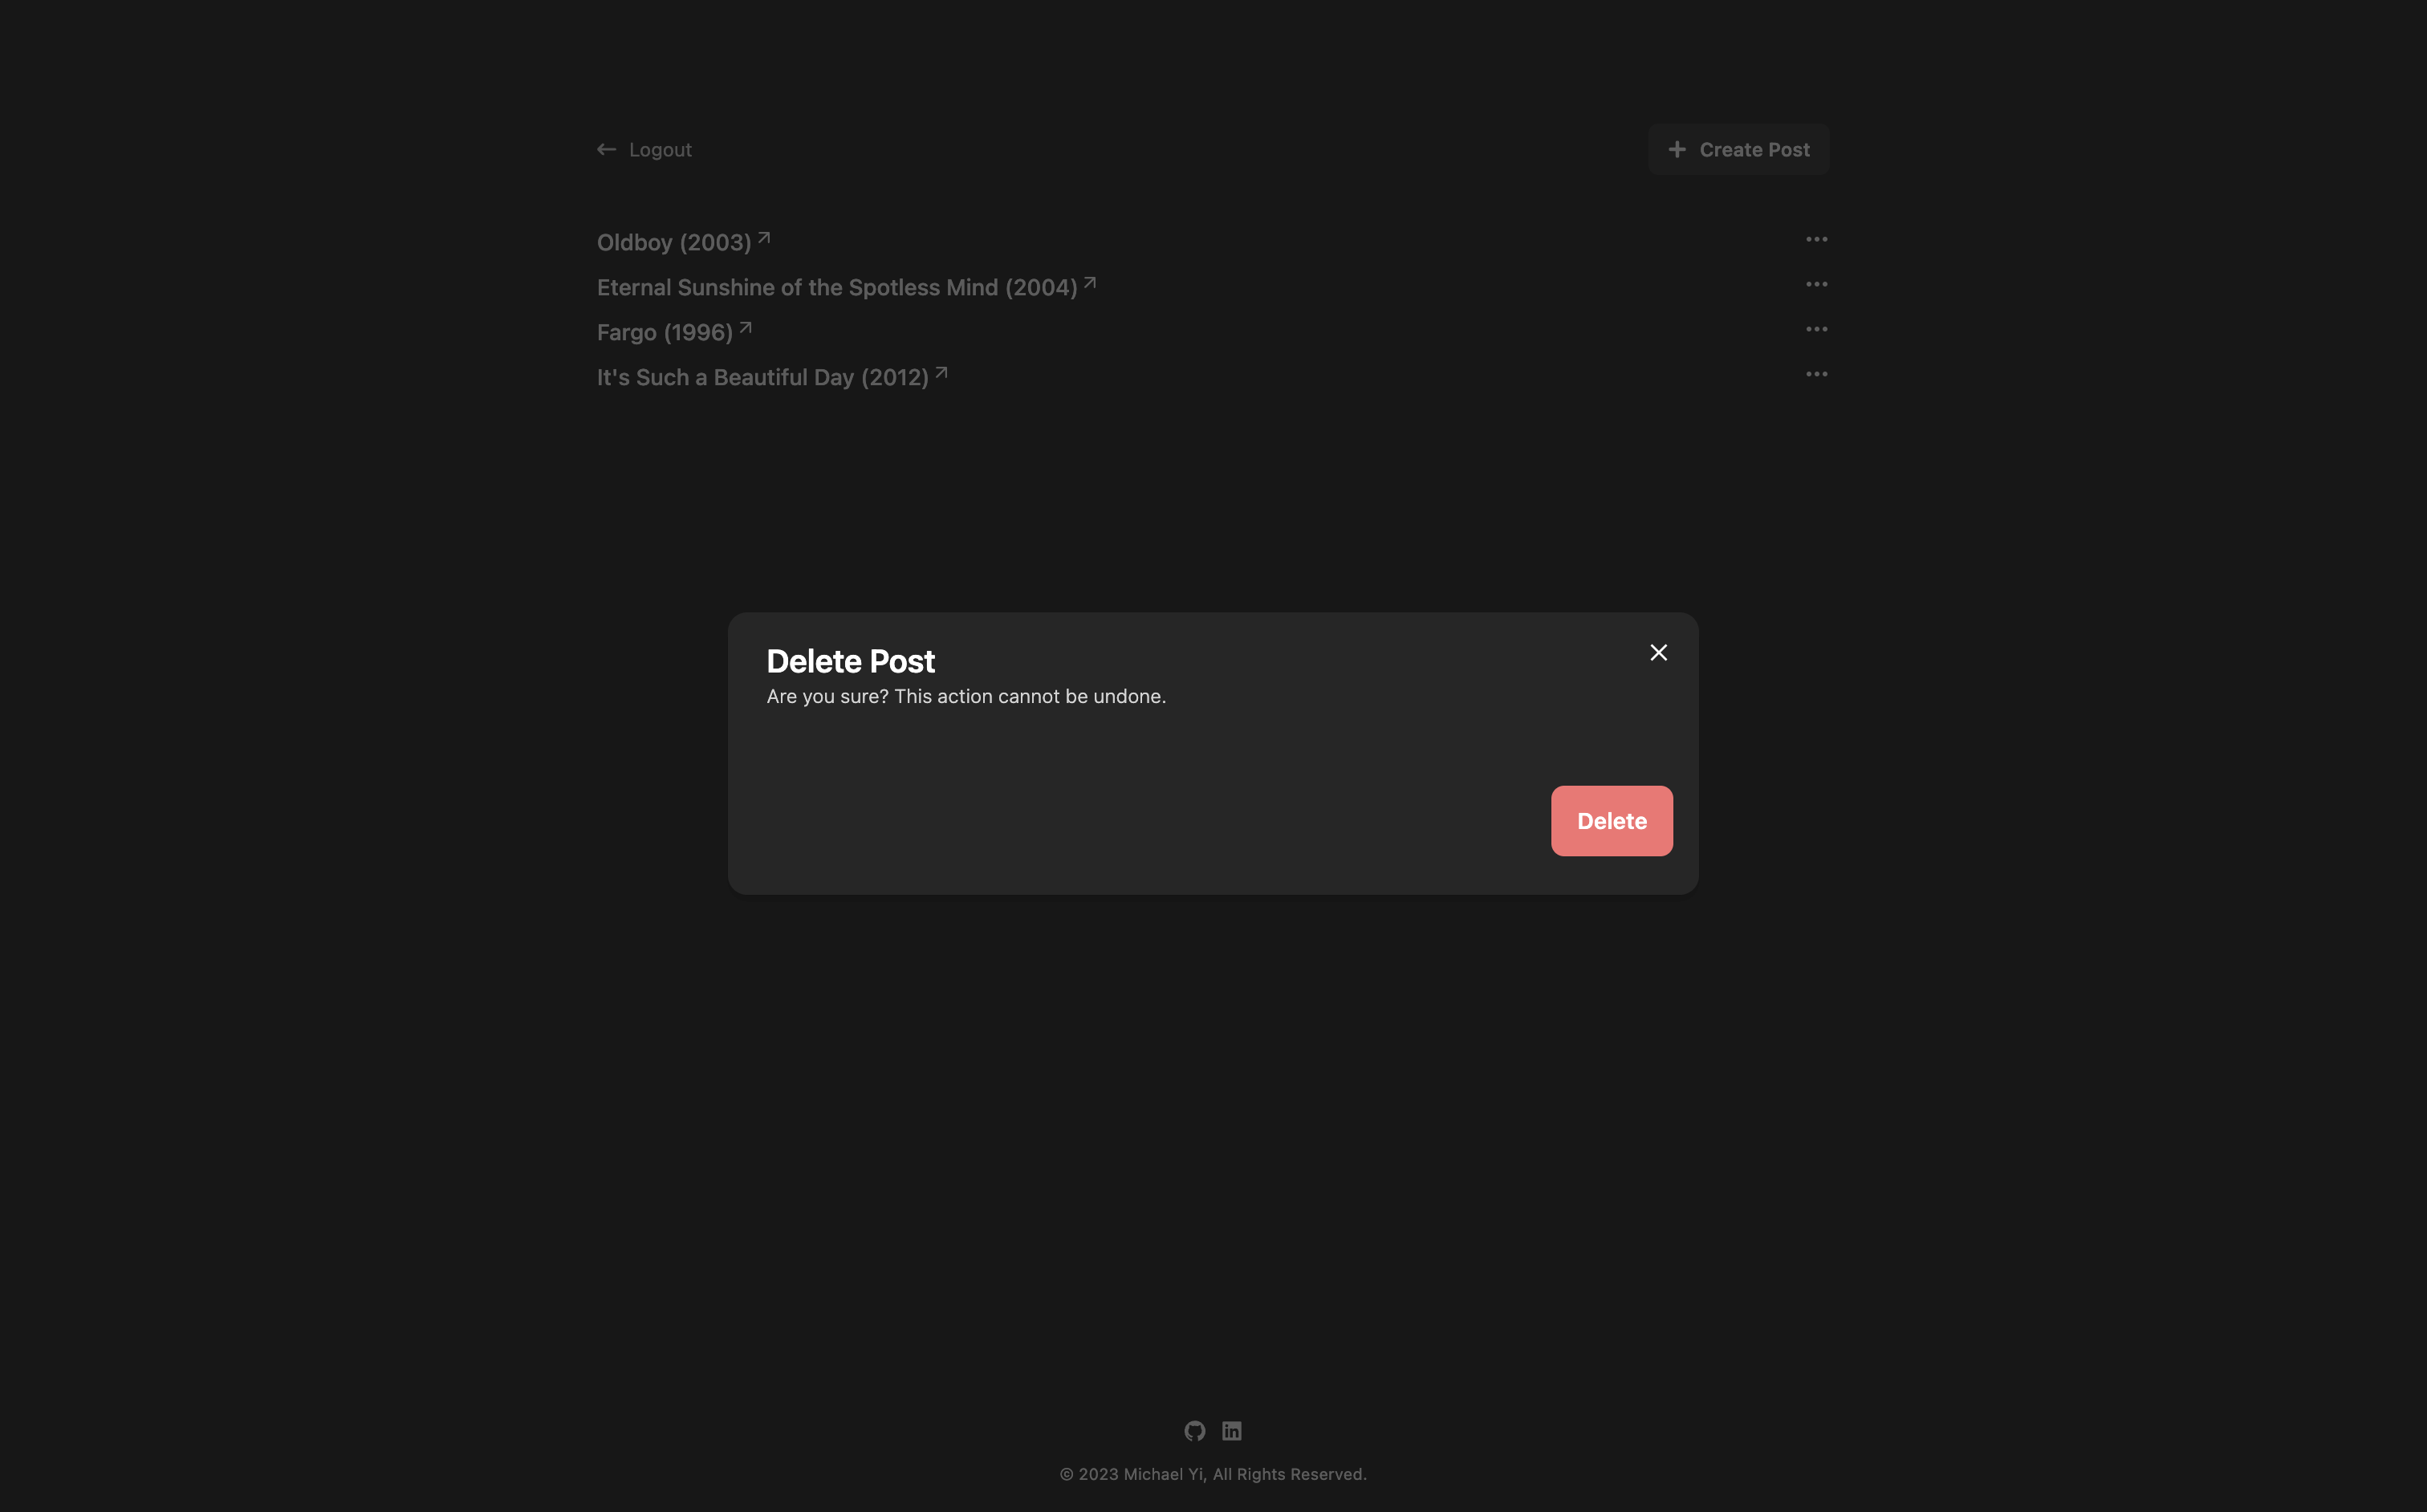 Logout
Create Post
Oldboy (2003)
Eternal Sunshine of the Spotless Mind (2004)
Fargo (1996)
It's Such a Beautiful Day (2012)
Delete Post
Are you sure? This action cannot be undone.
Delete
in
© 2023 Michael Yi, All Rights Reserved.